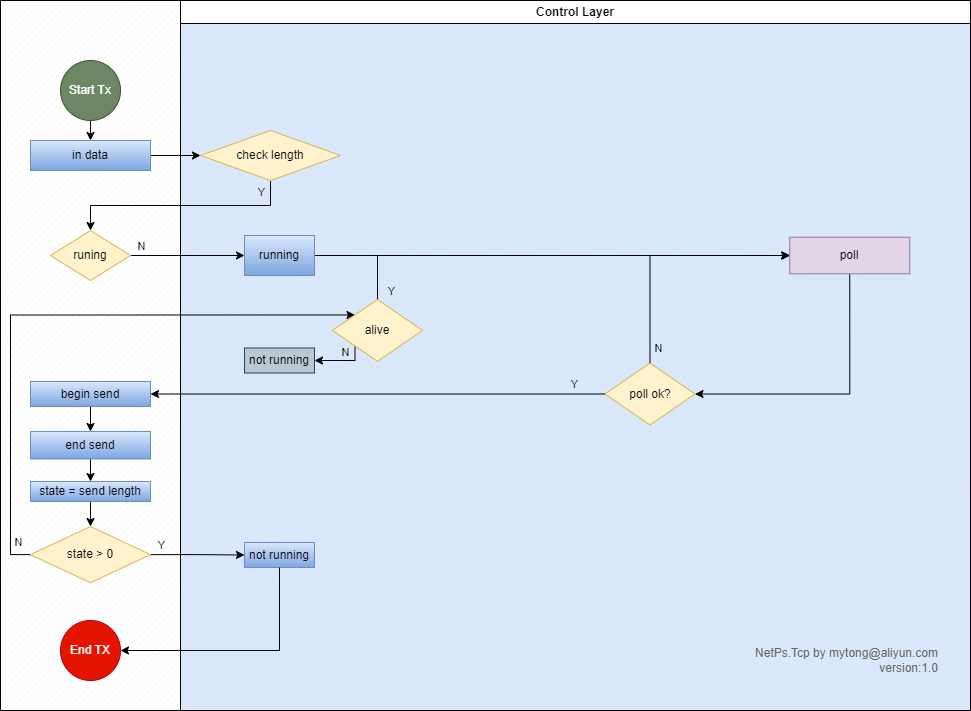 Control Layer
Start Tx
in data
check length
Y
runing
N
running
poll
Y
alive
N
not running
N
poll ok?
Y
begin send
end send
state = send length
N
state > 0
Y
not running
End TX
NetPs.Tcp by mytong@aliyun.com
version:1.0